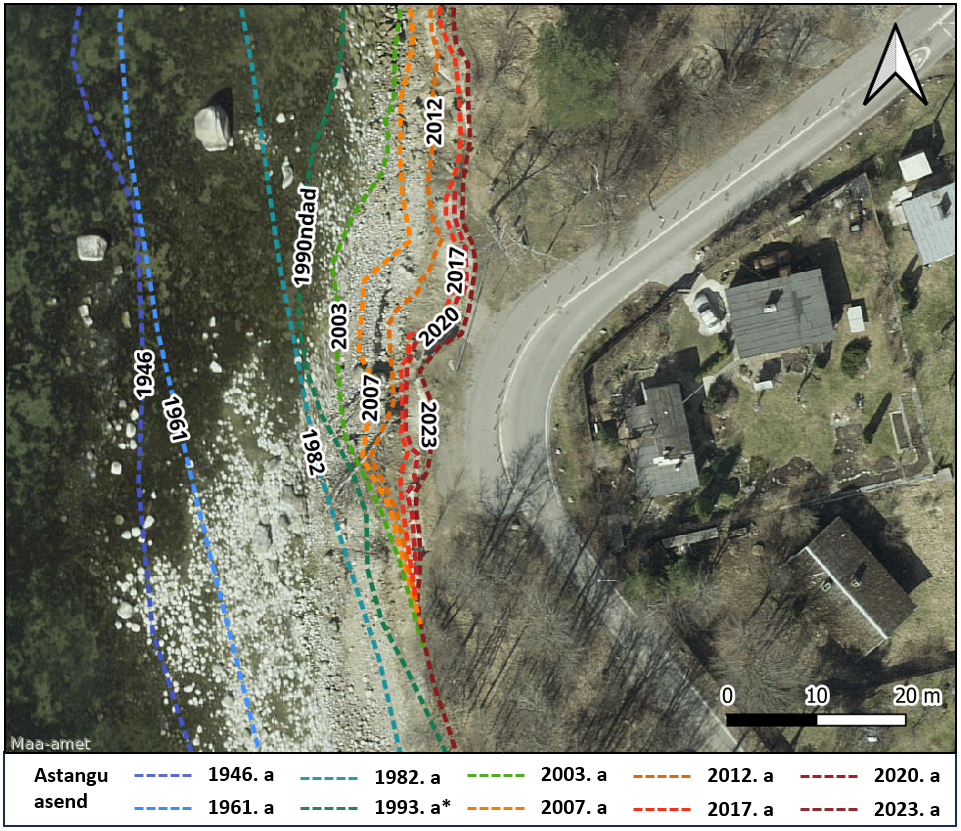 2012
1990ndad
2017
2003
2020
1946
2007
1961
2023
1982
0 10 20 m
Maa-amet
Astangu asend
1946. a
1982. a
2003. a
2012. a
2020. a
1961. a
1993. a*
2007. a
2017. a
2023. a